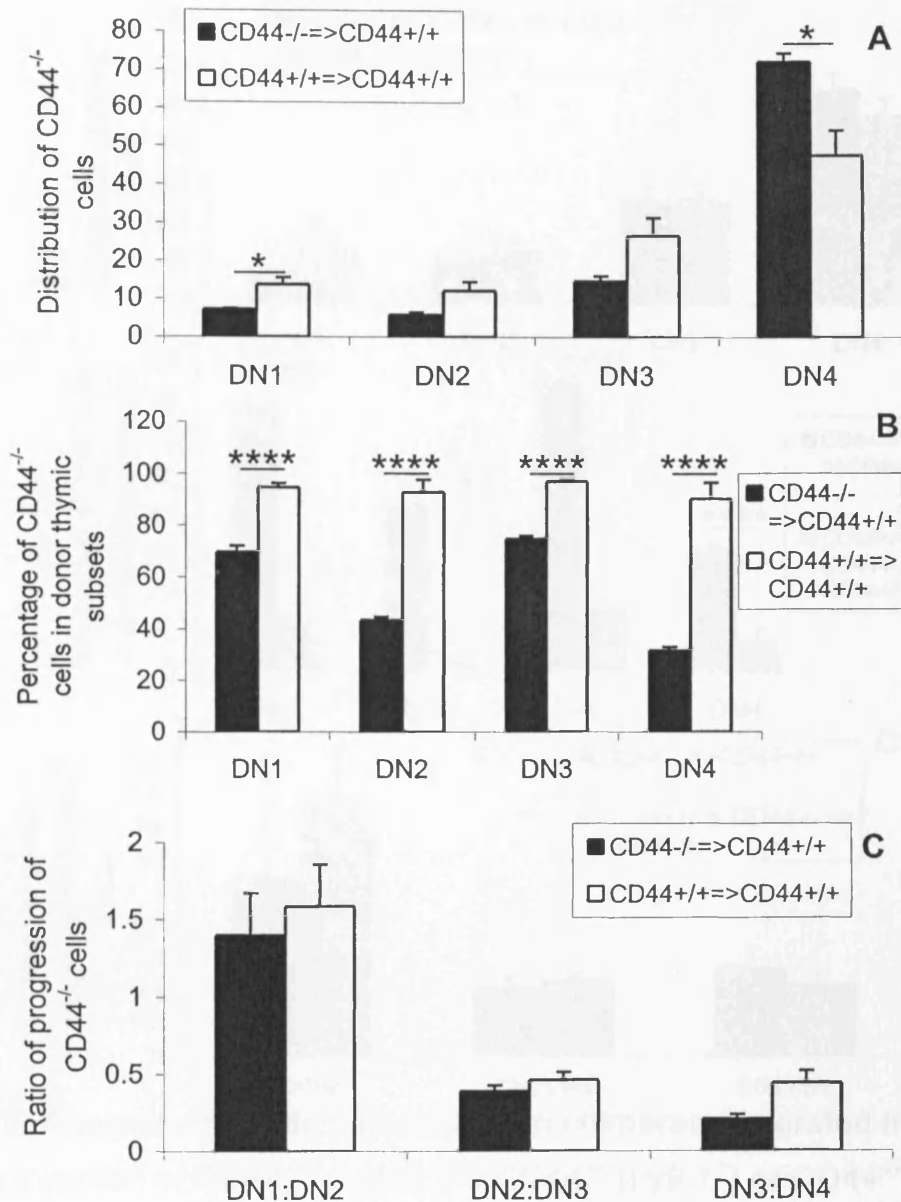 A
CD44-/-=>CD44+/+
CD44+/+=>CD44+/+
Distribution of CD44-/-
cells
80
70
60
50
40
30
20
10
0
*
*
DN1 DN2 DN3 DN4
B
Percentage of CD44-/-
cells in donor thymic
subsets
120
100
80
60
40
20
0
**** **** **** ****
CD44-/-
=>CD44+/+
CD44+/+=>
CD44+/+
DN1 DN2 DN3 DN4
C
CD44-/-=>CD44+/+
CD44+/+=>CD44+/+
Ratio of progression of
CD44-/- cells
2
1.5
1
0.5
0
DN1:DN2 DN2:DN3 DN3:DN4